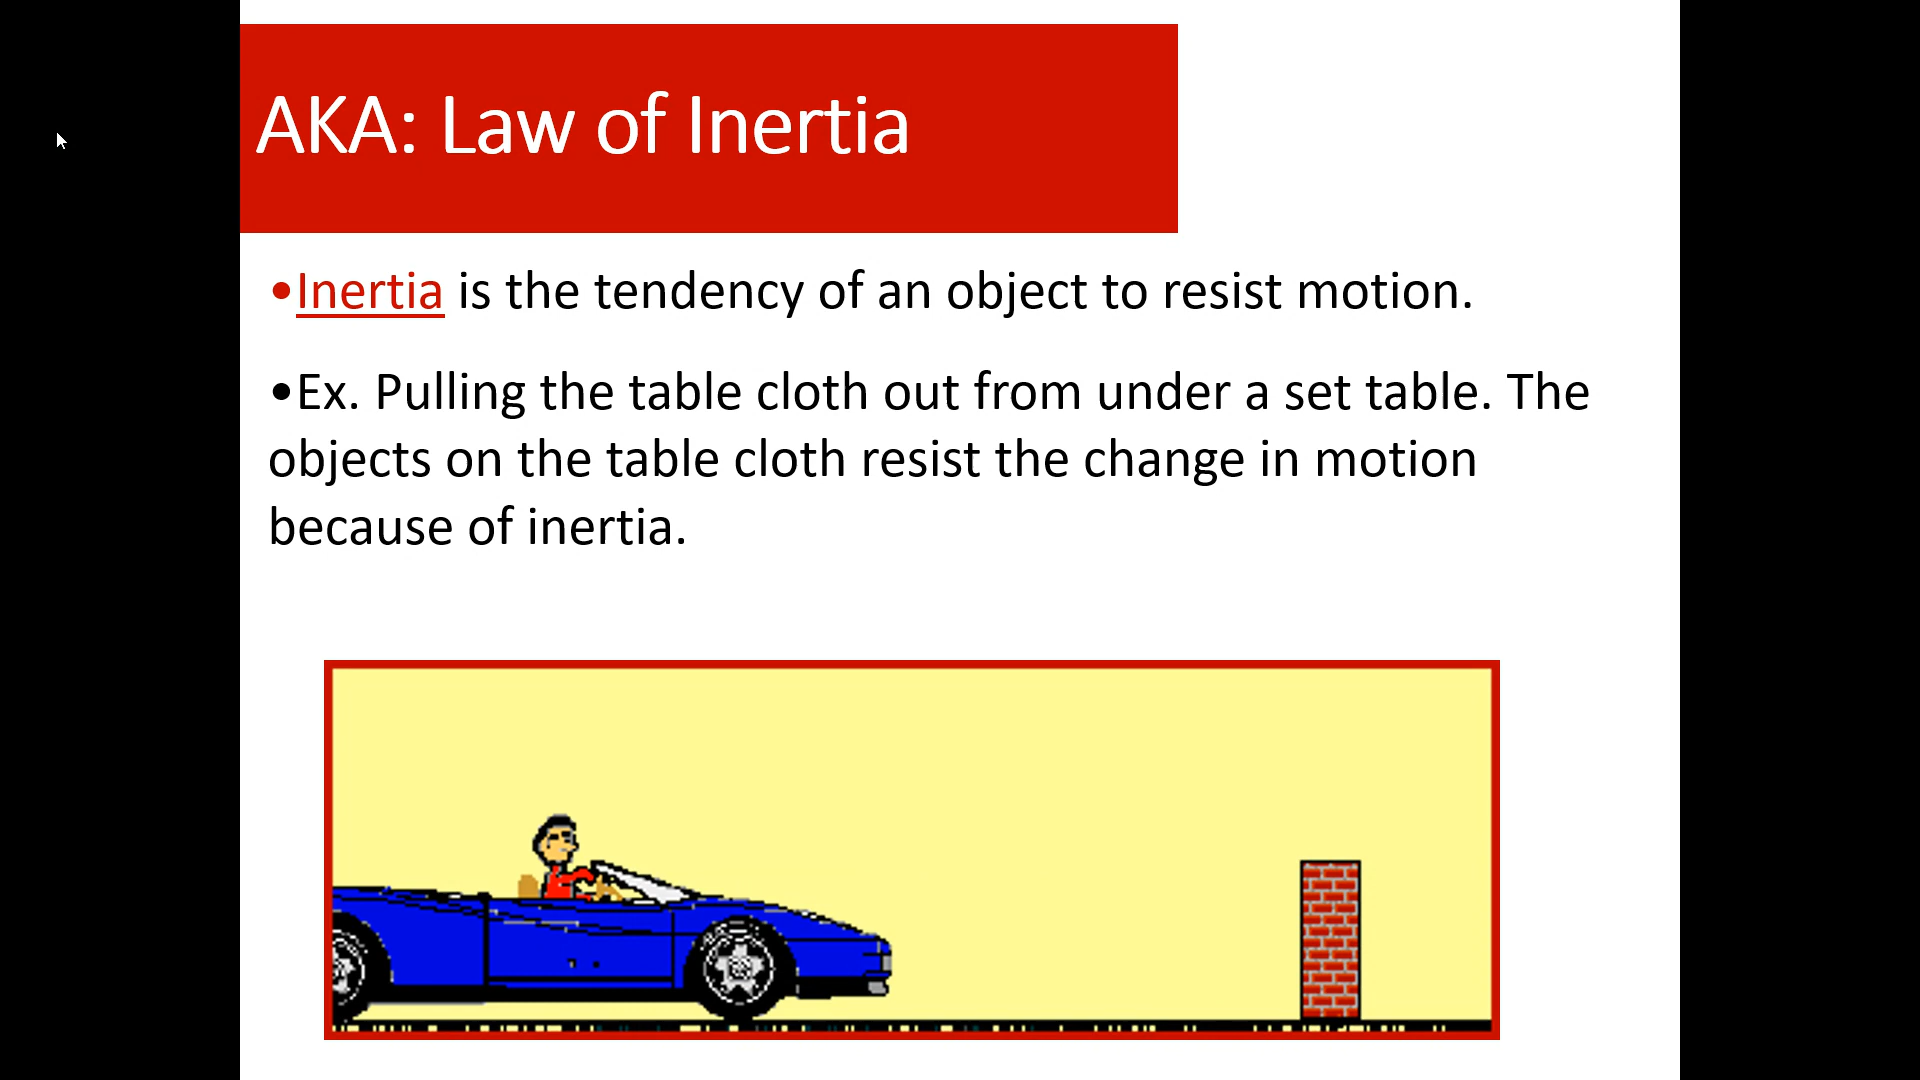 AKA: Law of Inertia
•Inertia is the tendency of an object to resist motion.
•Ex. Pulling the table cloth out from under a set table. The
objects on the table cloth resist the change in motion
because of inertia.